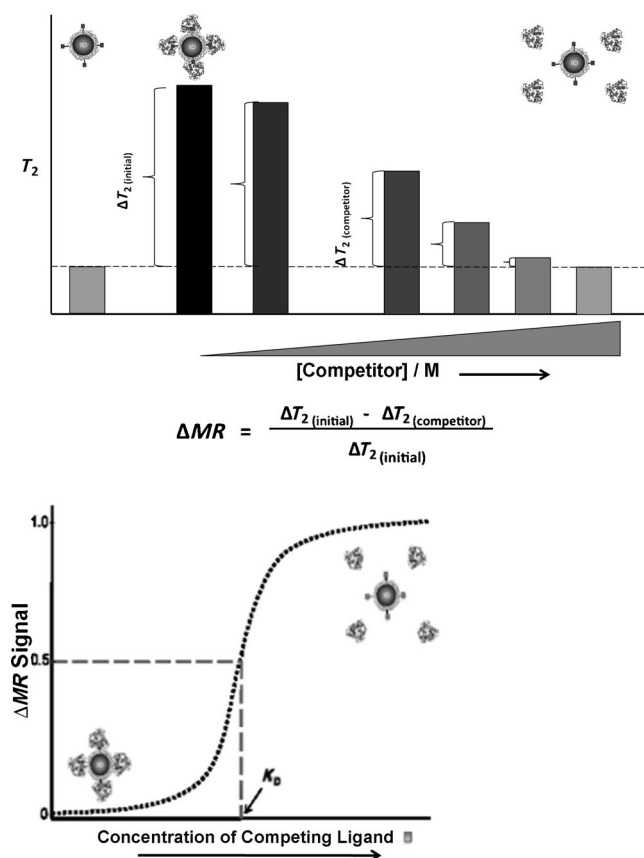 T2
ΔT2 (initial)
ΔT2 (competitor)
[Competitor] / M
ΔMR = ΔT2 (initial) - ΔT2 (competitor)
ΔT2 (initial)
1.0
0.5
0
ΔMR Signal
KD
Concentration of Competing Ligand